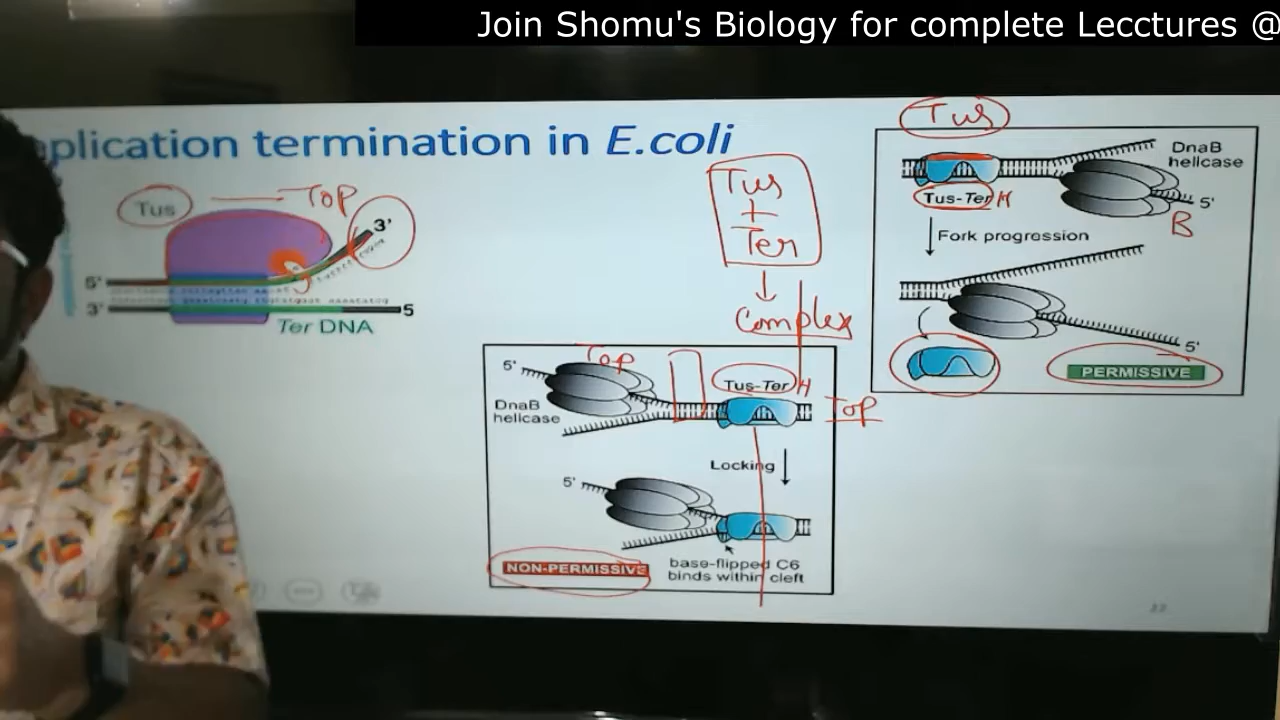 Join Shomu's Biology for complete Lecctures @
plication termination in E.coli
Tus
TOP
3'
5'
3'
5
Ter DNA
Tus
+
Ter
Complex
Tus
DnaB
helicase
5'
Tus-Ter
B
Fork progression
5'
PERMISSIVE
5'
Top
DnaB
helicase
Tus-Ter
Top
Locking
5'
base-flipped C6
binds within cleft
NON-PERMISSIVE
33